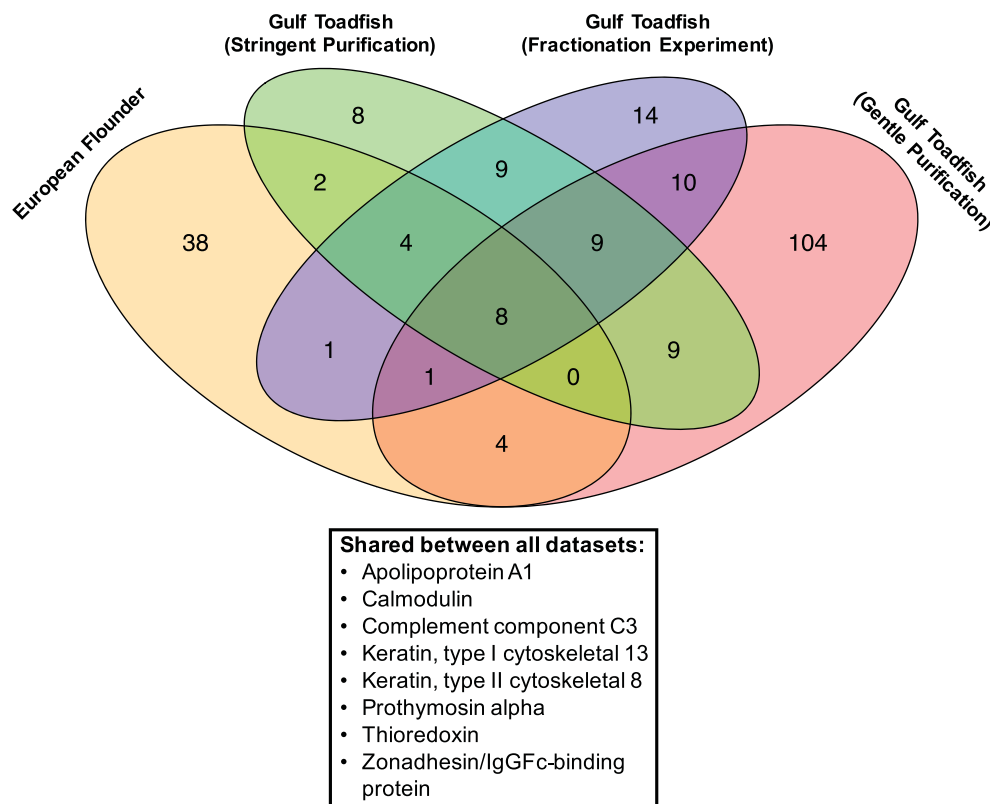 Gulf Toadfish
(Stringent Purification)
Gulf Toadfish
(Fractionation Experiment)
European Flounder
Gulf Toadfish
(Gentle Purification)
8
14
2
9
10
38
4
9
104
8
1
9
1
0
4
Shared between all datasets:
• Apolipoprotein A1
• Calmodulin
• Complement component C3
• Keratin, type I cytoskeletal 13
• Keratin, type II cytoskeletal 8
• Prothymosin alpha
• Thioredoxin
• Zonadhesin/IgGFc-binding
protein